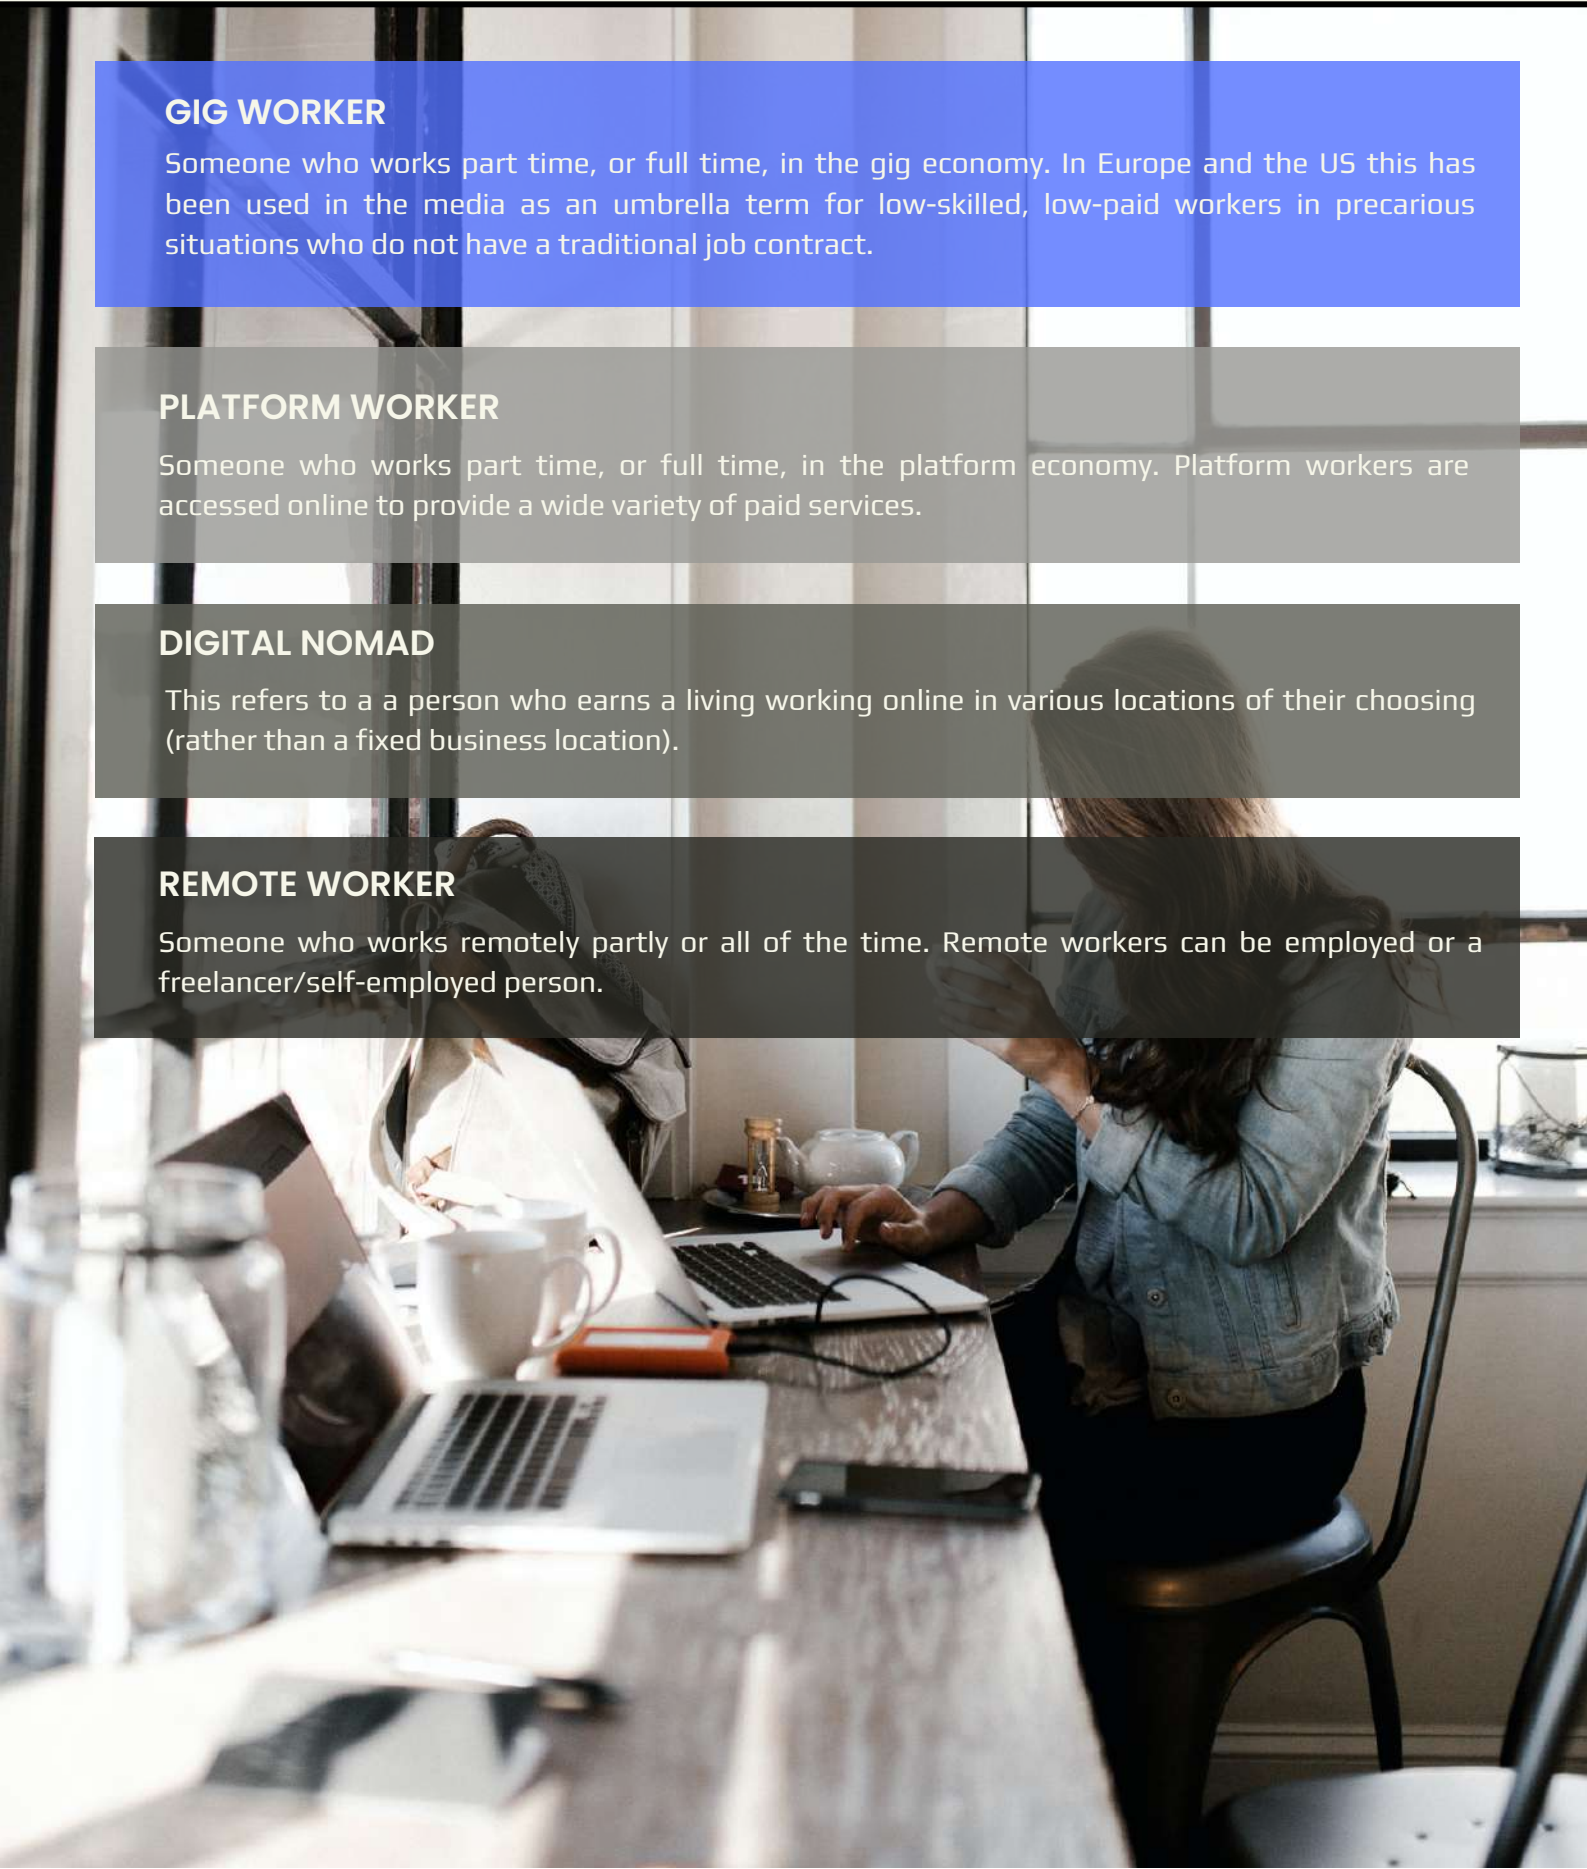 GIG WORKER
Someone who works part time, or full time, in the gig economy. In Europe and the US this has
been used in the media as an umbrella term for low-skilled, low-paid workers in precarious
situations who do not have a traditional job contract.
PLATFORM WORKER
Someone who works part time, or full time, in the platform economy. Platform workers are
accessed online to provide a wide variety of paid services.
DIGITAL NOMAD
This refers to a a person who earns a living working online in various locations of their choosing
(rather than a fixed business location).
REMOTE WORKER
Someone who works remotely partly or all of the time. Remote workers can be employed or a
freelancer/self-employed person.